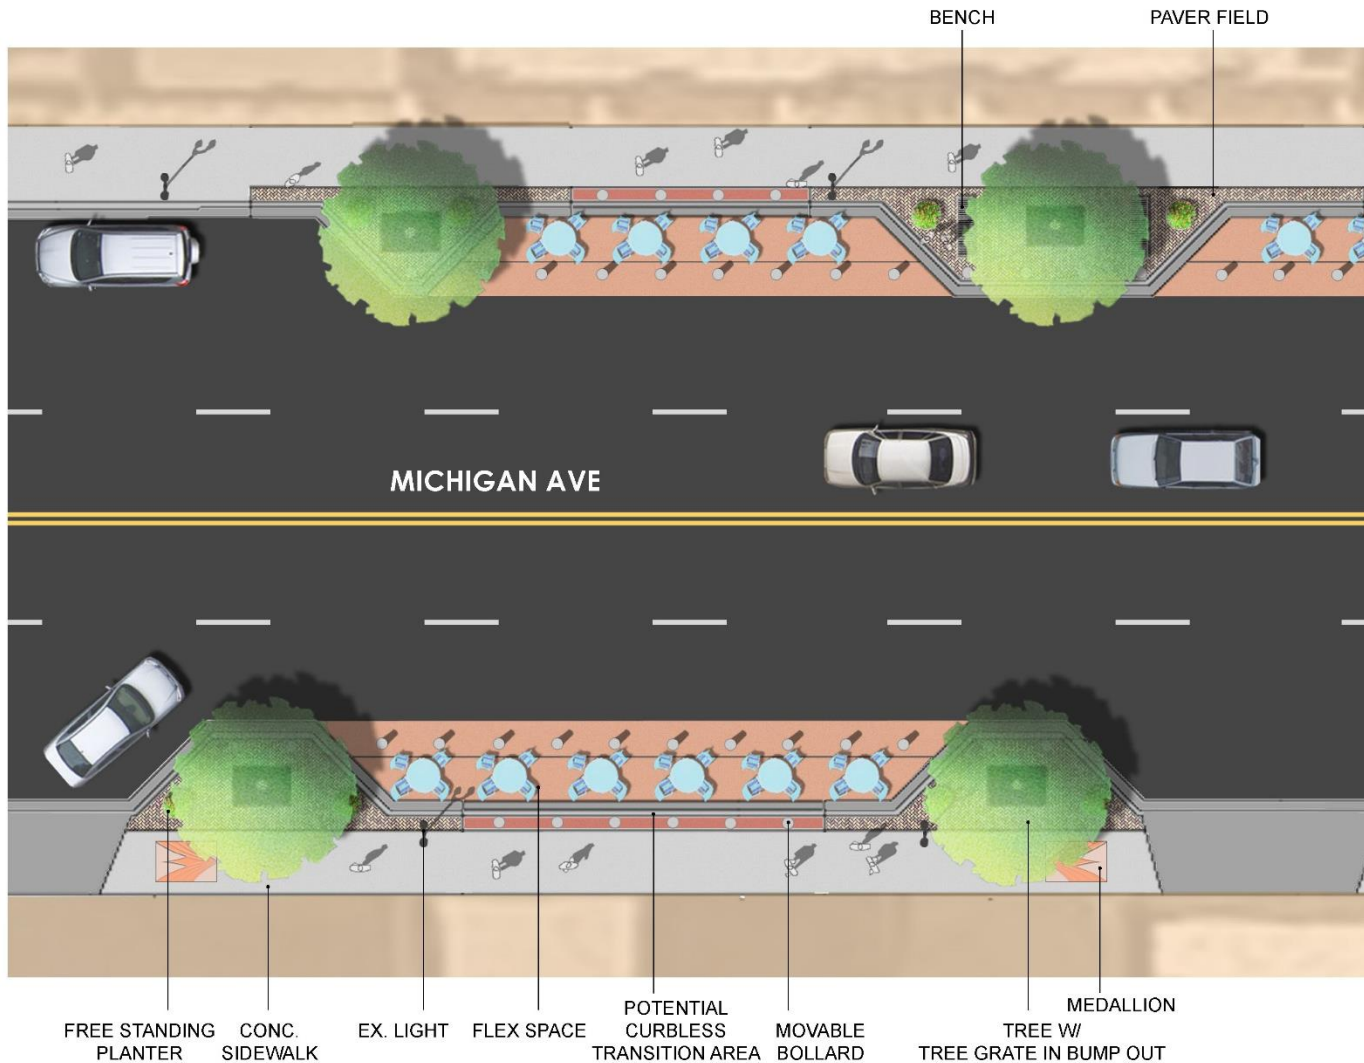 BENCH
PAVER FIELD
MICHIGAN AVE
FREE STANDING
PLANTER
CONC.
SIDEWALK
EX. LIGHT
FLEX SPACE
POTENTIAL
CURBLESS
TRANSITION AREA
MOVABLE
BOLLARD
TREE W/
TREE GRATE IN BUMP OUT
MEDALLION